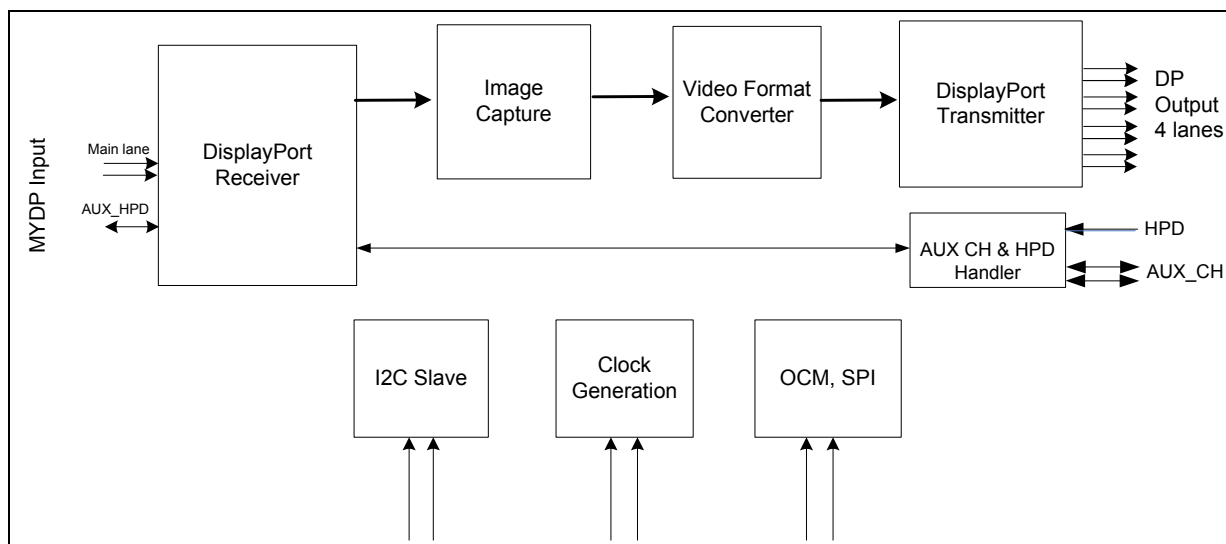 MYDP Input
Main lane
AUX_HPD
DisplayPort
Receiver
Image
Capture
Video Format
Converter
DisplayPort
Transmitter
DP
Output
4 lanes
AUX CH & HPD
Handler
HPD
AUX_CH
I2C Slave
Clock
Generation
OCM, SPI